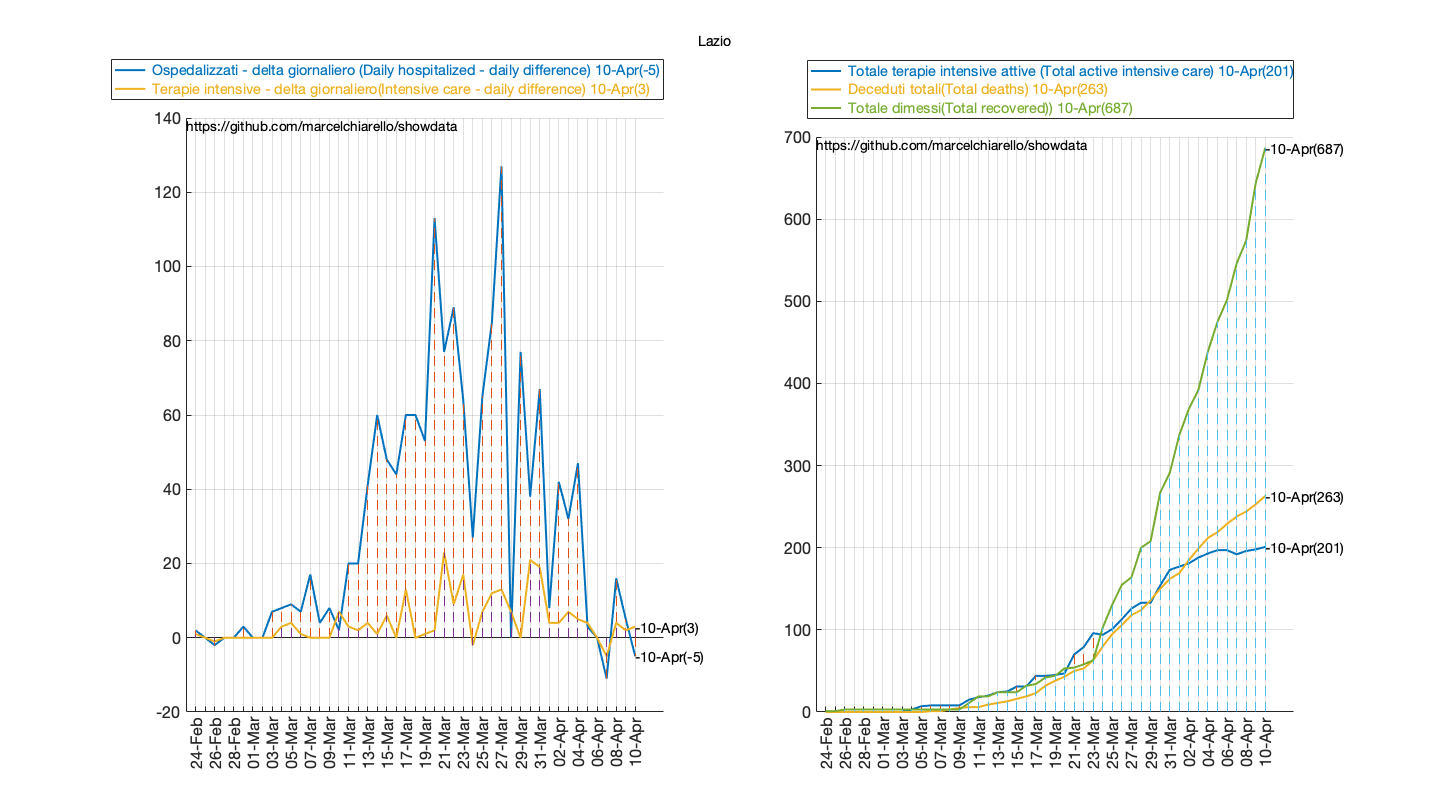 Lazio
Ospedalizzati - delta giornaliero (Daily hospitalized - daily difference) 10-Apr(-5)
Terapie intensive - delta giornaliero(Intensive care - daily difference) 10-Apr(3)
https://github.com/marcelchiarello/showdata
140
120
100
80
60
40
20
0
-20
10-Apr(3)
10-Apr(-5)
24-Feb
26-Feb
28-Feb
01-Mar
03-Mar
05-Mar
07-Mar
09-Mar
11-Mar
13-Mar
15-Mar
17-Mar
19-Mar
21-Mar
23-Mar
25-Mar
27-Mar
29-Mar
31-Mar
02-Apr
04-Apr
06-Apr
08-Apr
10-Apr
Totale terapie intensive attive (Total active intensive care) 10-Apr(201)
Deceduti totali(Total deaths) 10-Apr(263)
Totale dimessi(Total recovered)) 10-Apr(687)
https://github.com/marcelchiarello/showdata
700
600
500
400
300
200
100
0
10-Apr(687)
10-Apr(263)
10-Apr(201)
24-Feb
26-Feb
28-Feb
01-Mar
03-Mar
05-Mar
07-Mar
09-Mar
11-Mar
13-Mar
15-Mar
17-Mar
19-Mar
21-Mar
23-Mar
25-Mar
27-Mar
29-Mar
31-Mar
02-Apr
04-Apr
06-Apr
08-Apr
10-Apr